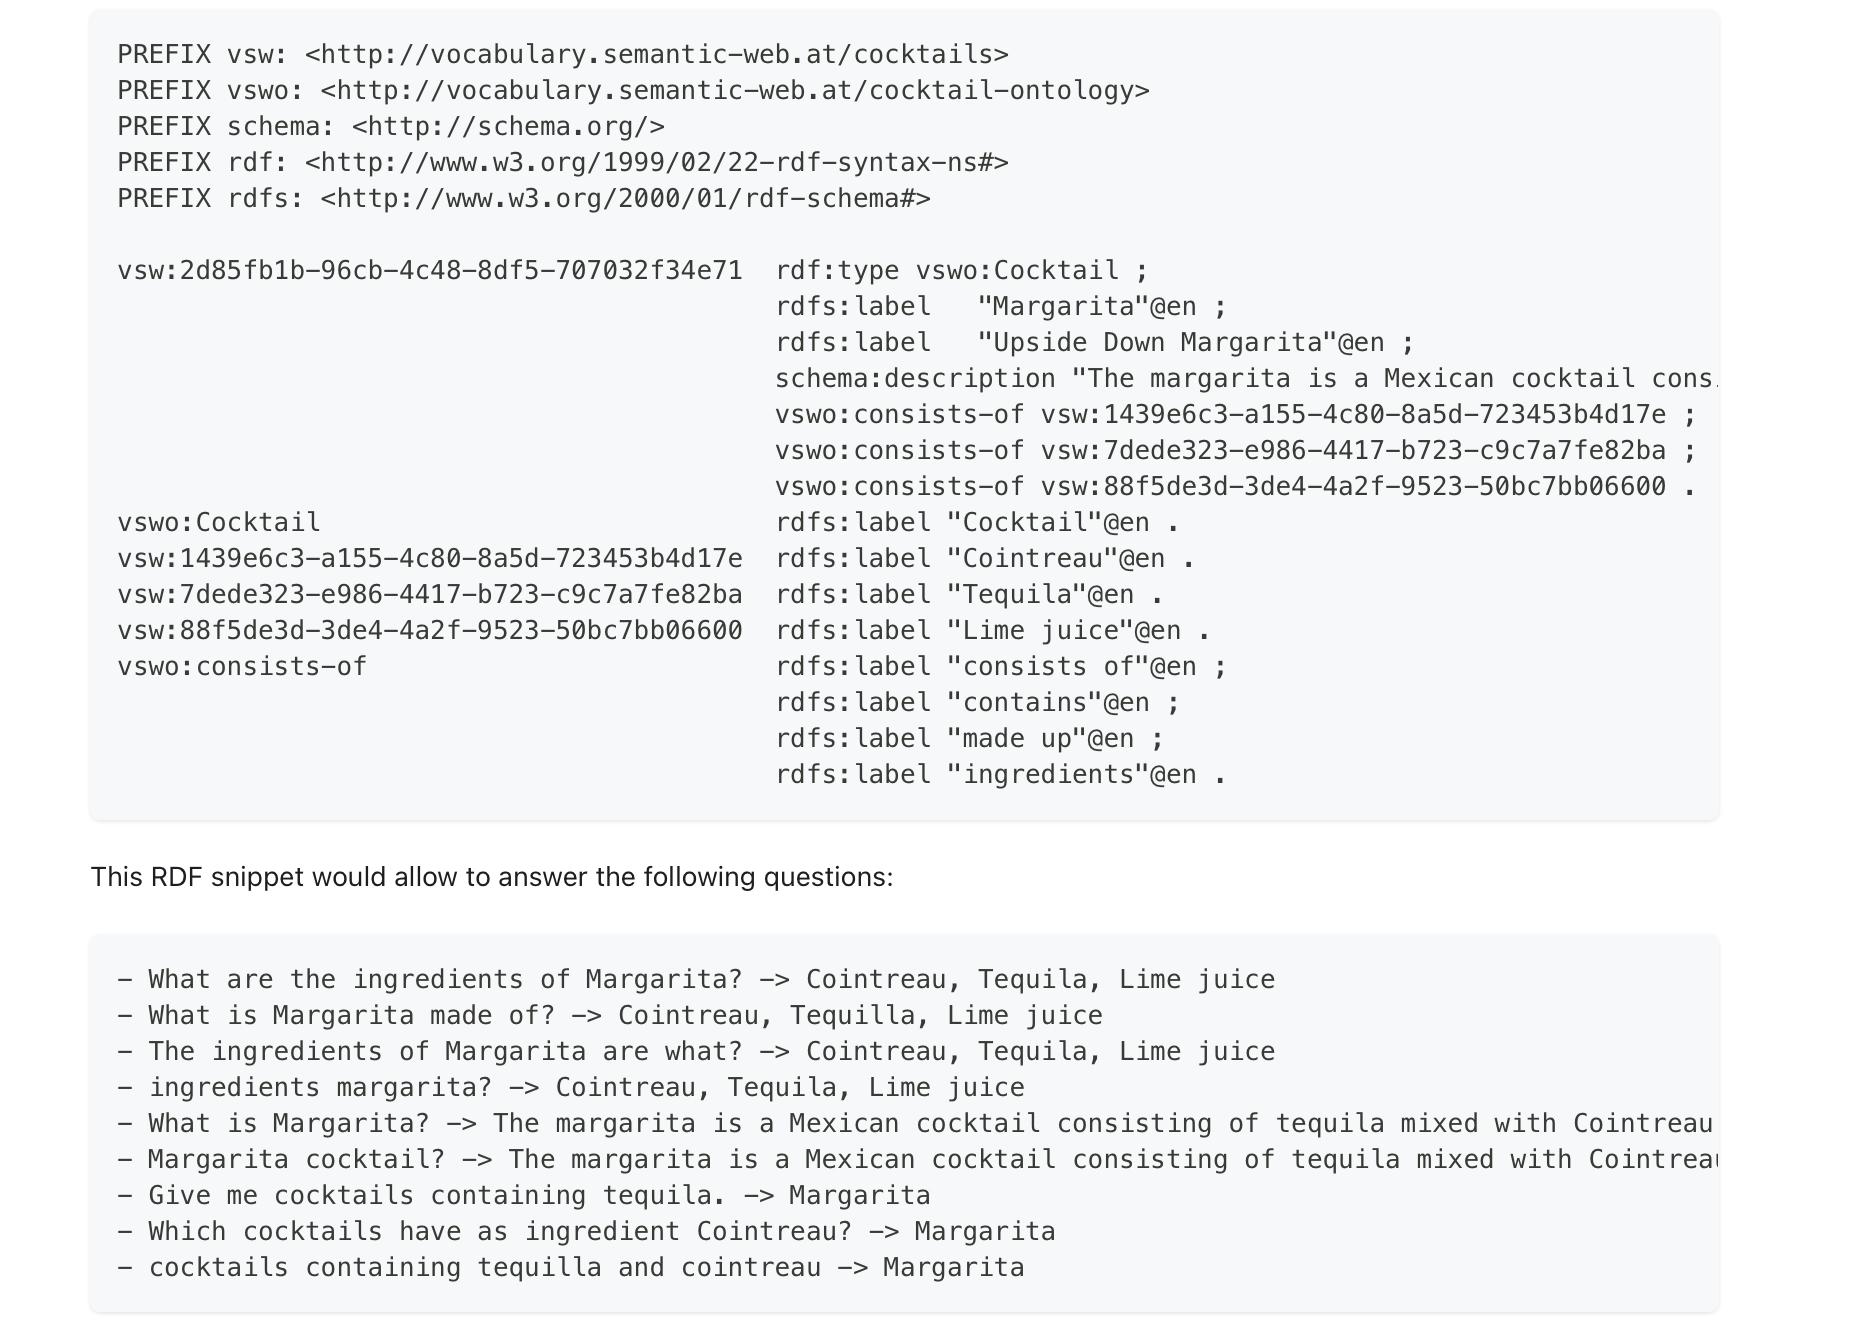 PREFIX vsw: <http://vocabulary.semantic-web.at/cocktails>
PREFIX vswo: <http://vocabulary.semantic-web.at/cocktail-ontology>
PREFIX schema: <http://schema.org/>
PREFIX rdf: <http://www.w3.org/1999/02/22-rdf-syntax-ns#>
PREFIX rdfs: <http://www.w3.org/2000/01/rdf-schema#>
vsw:2d85fb1b-96cb-4c48-8df5-707032f34e71 rdf:type vswo:Cocktail ;
rdfs:label "Margarita"@en ;
rdfs:label "Upside Down Margarita"@en ;
schema:description "The margarita is a Mexican cocktail cons
vswo:consists-of vsw:1439e6c3-a155-4c80-8a5d-723453b4d17e ;
vswo:consists-of vsw:7dede323-e986-4417-b723-c9c7a7fe82ba ;
vswo:consists-of vsw:88f5de3d-3de4-4a2f-9523-50bc7bb06600 .
vswo:Cocktail rdfs:label "Cocktail"@en .
vsw:1439e6c3-a155-4c80-8a5d-723453b4d17e rdfs:label "Cointreau"@en .
vsw:7dede323-e986-4417-b723-c9c7a7fe82ba rdfs:label "Tequila"@en .
vsw:88f5de3d-3de4-4a2f-9523-50bc7bb06600 rdfs:label "Lime juice"@en .
vswo:consists-of rdfs:label "consists of"@en ;
rdfs:label "contains"@en ;
rdfs:label "made up"@en ;
rdfs:label "ingredients"@en .
This RDF snippet would allow to answer the following questions:
- What are the ingredients of Margarita? -> Cointreau, Tequila, Lime juice
- What is Margarita made of? -> Cointreau, Tequilla, Lime juice
- The ingredients of Margarita are what? -> Cointreau, Tequila, Lime juice
- ingredients margarita? -> Cointreau, Tequila, Lime juice
- What is Margarita? -> The margarita is a Mexican cocktail consisting of tequila mixed with Cointreau
- Margarita cocktail? -> The margarita is a Mexican cocktail consisting of tequila mixed with Cointreau
- Give me cocktails containing tequila. -> Margarita
- Which cocktails have as ingredient Cointreau? -> Margarita
- cocktails containing tequilla and cointreau -> Margarita